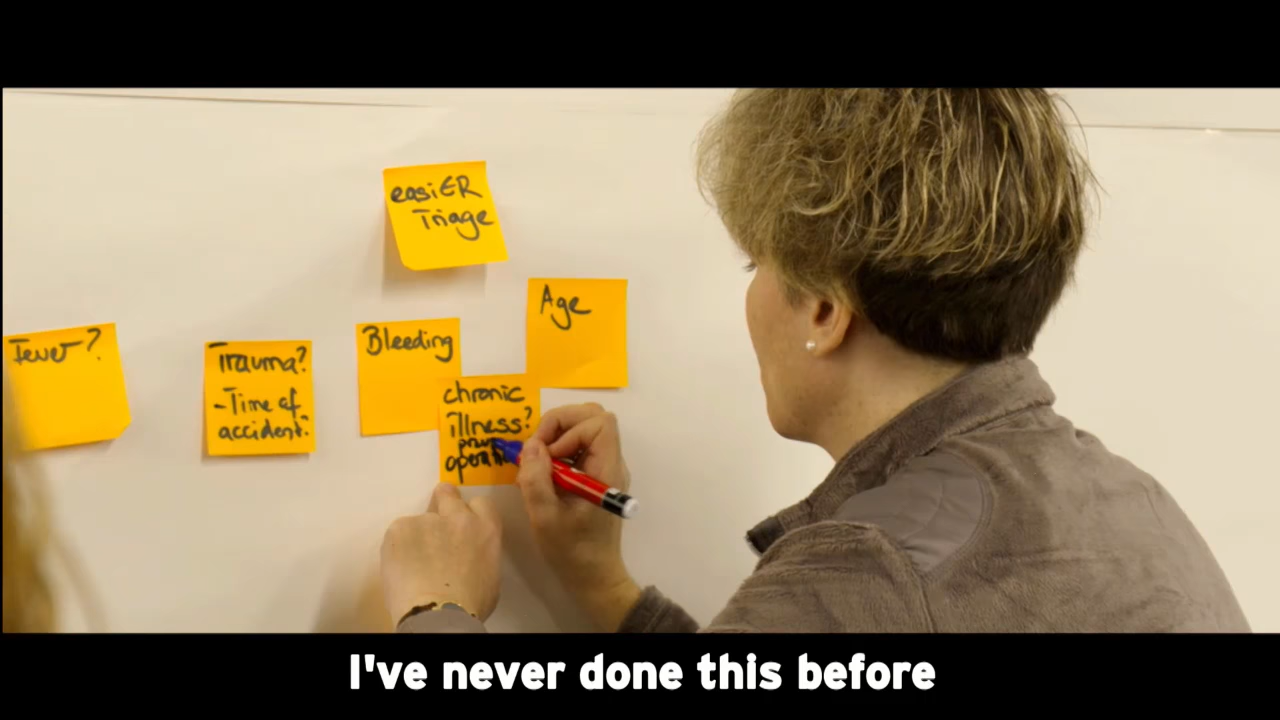 easiER
Triage
Age
Fever?
Trauma?
- Time of
accident?
Bleeding
chronic
illness?
I've never done this before